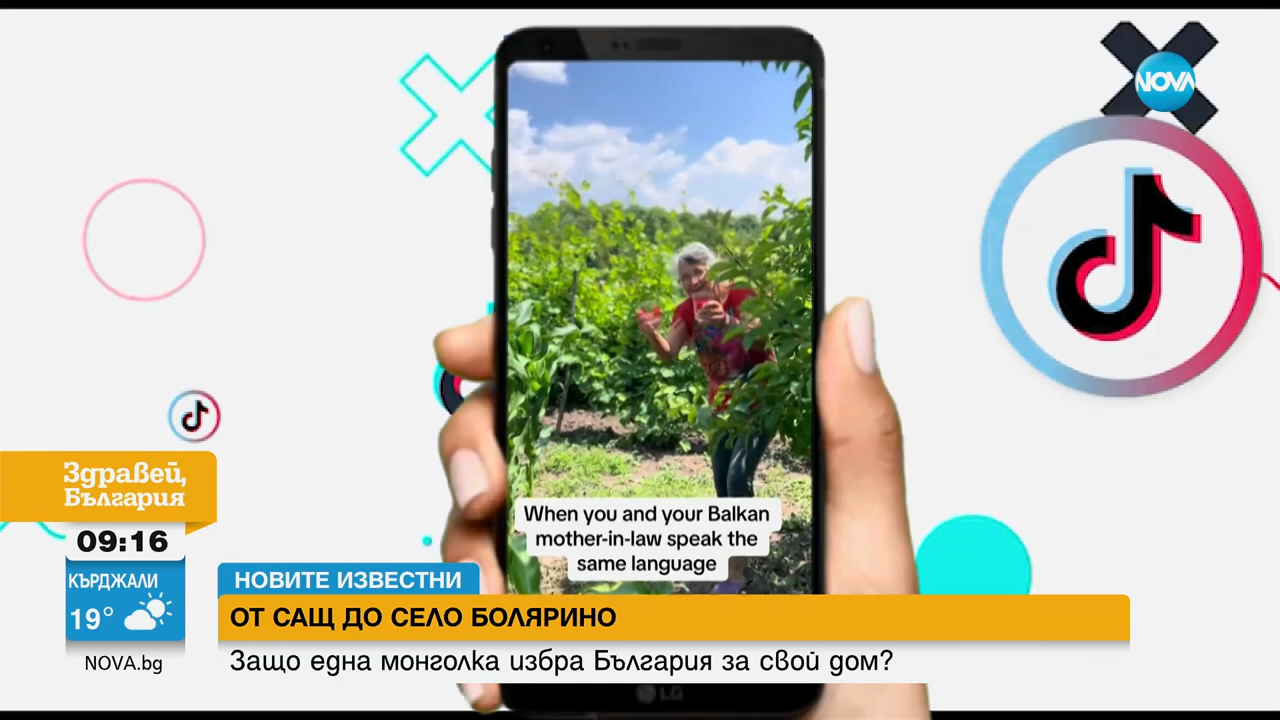 NOVA
When you and your Balkan
mother-in-law speak the
same language
Здравей,
България
09:16
КЪРДЖАЛИ
19°
NOVA.bg
НОВИТЕ ИЗВЕСТНИ
ОТ САЩ ДО СЕЛО БОЛЯРИНО
Защо една монголка избра България за свой дом?
LG